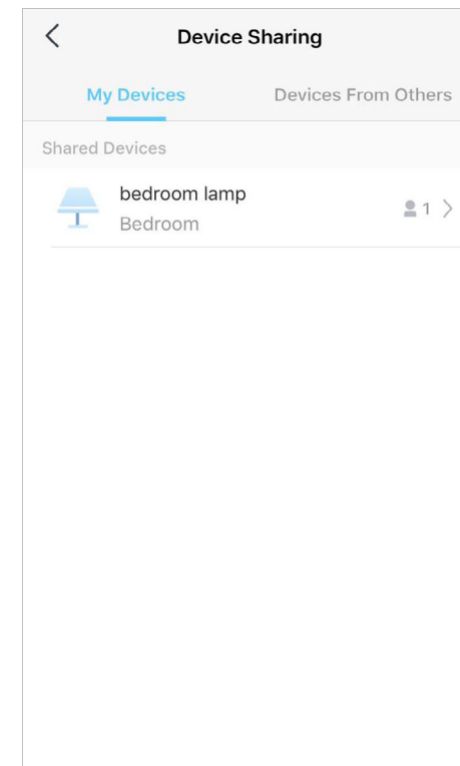 Device Sharing
My Devices Devices From Others
Shared Devices
bedroom lamp
Bedroom
1